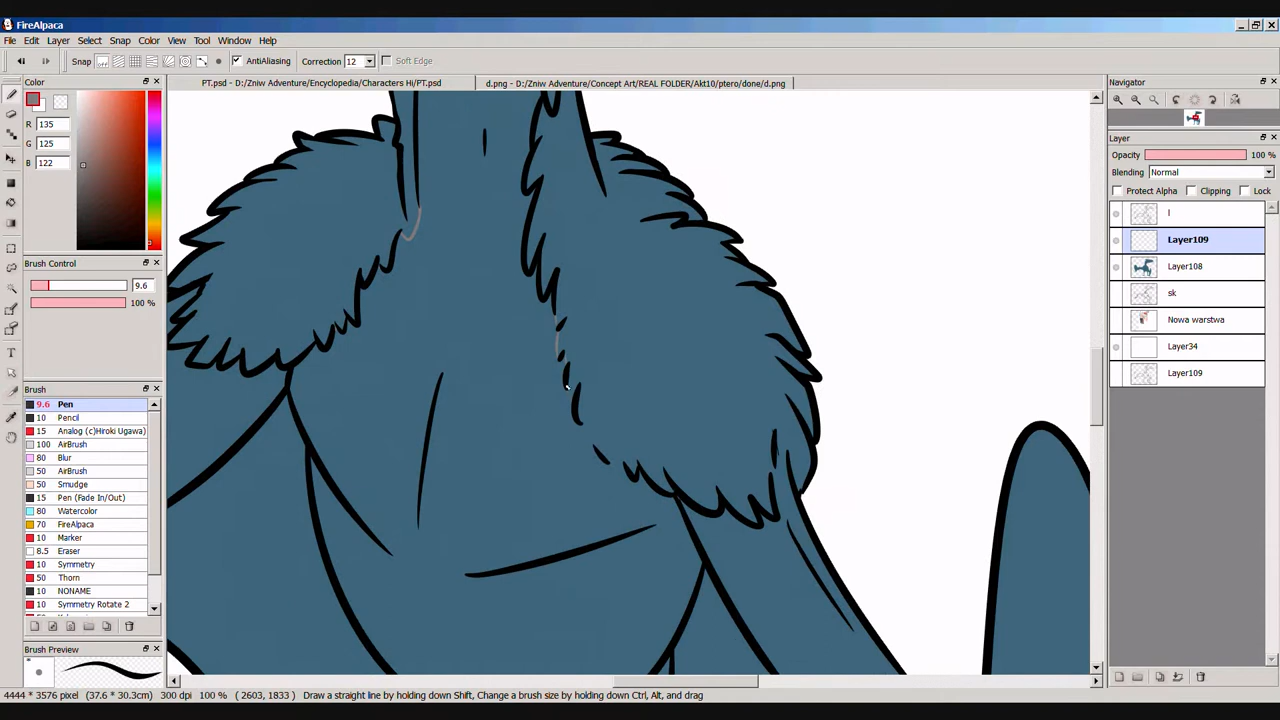 FireAlpaca
File Edit Layer Select Snap Color View Tool Window Help
Snap AntiAliasing Correction 12 Soft Edge
Color
PT.psd - D:/Zniw Adventure/Encyclopedia/Characters Hi/PT.psd
d.png - D:/Zniw Adventure/Concept Art/REAL FOLDER/Akt10/ptero/done/d.png
Navigator
R 135
G 125
B 122
Layer
Opacity 100 %
Blending Normal
Protect Alpha Clipping Lock
l
Layer109
Layer108
sk
Nowa warstwa
Layer34
Layer109
Brush Control
9.6
100 %
Brush
9.6 Pen
10 Pencil
15 Analog (c)Hiroki Ugawa)
100 AirBrush
80 Blur
50 AirBrush
50 Smudge
15 Pen (Fade In/Out)
80 Watercolor
70 FireAlpaca
10 Marker
8.5 Eraser
10 Symmetry
50 Thorn
10 NONAME
10 Symmetry Rotate 2
Brush Preview
4444 * 3576 pixel (37.6 * 30.3cm) 300 dpi 100 % ( 2603, 1833 ) Draw a straight line by holding down Shift, Change a brush size by holding down Ctrl, Alt, and drag